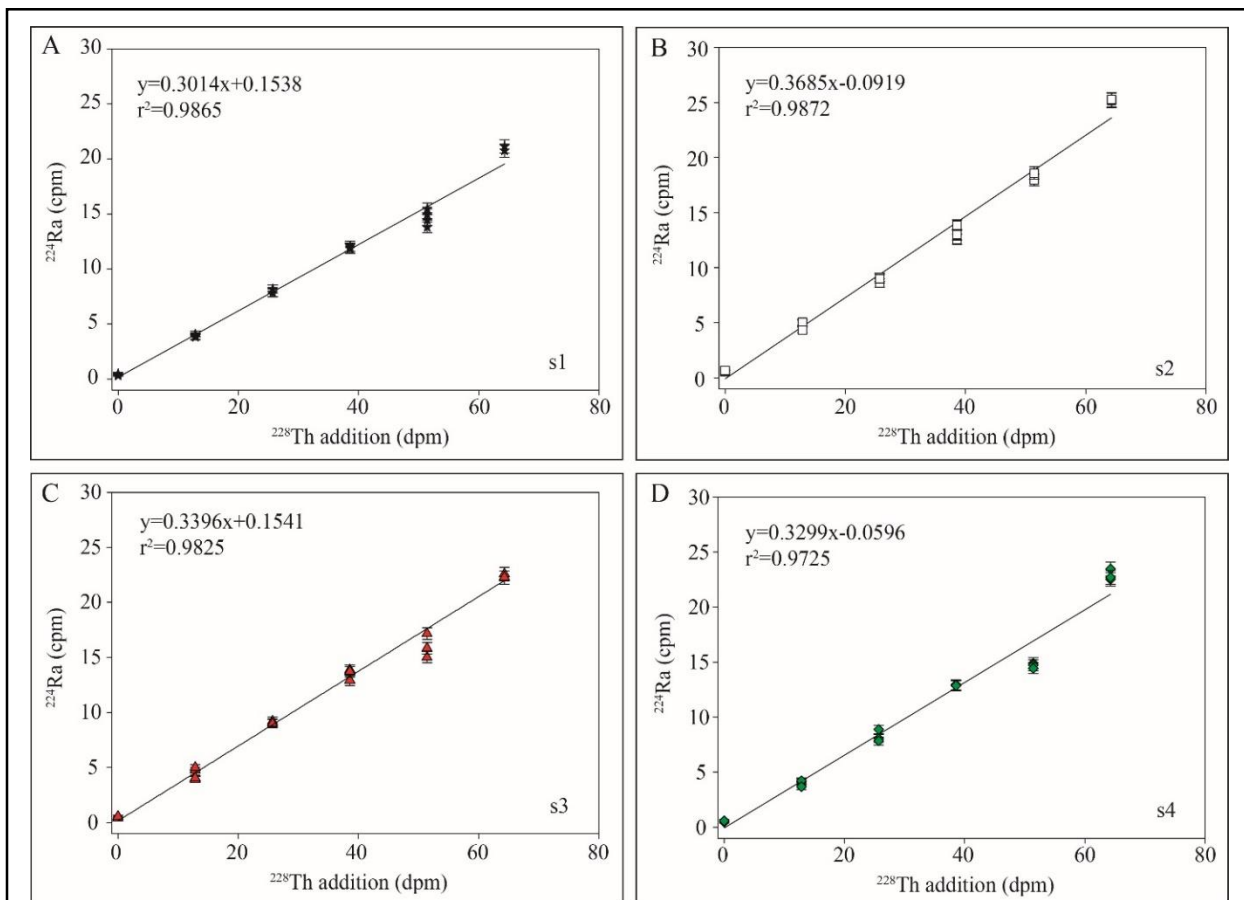 A
30
25
20
15
10
5
0
y=0.3014x+0.1538
r²=0.9865
²²⁴Ra (cpm)
s1
0 20 40 60 80
²²⁸Th addition (dpm)
B
30
25
20
15
10
5
0
y=0.3685x-0.0919
r²=0.9872
²²⁴Ra (cpm)
s2
0 20 40 60 80
²²⁸Th addition (dpm)
C
30
25
20
15
10
5
0
y=0.3396x+0.1541
r²=0.9825
²²⁴Ra (cpm)
s3
0 20 40 60 80
²²⁸Th addition (dpm)
D
30
25
20
15
10
5
0
y=0.3299x-0.0596
r²=0.9725
²²⁴Ra (cpm)
s4
0 20 40 60 80
²²⁸Th addition (dpm)